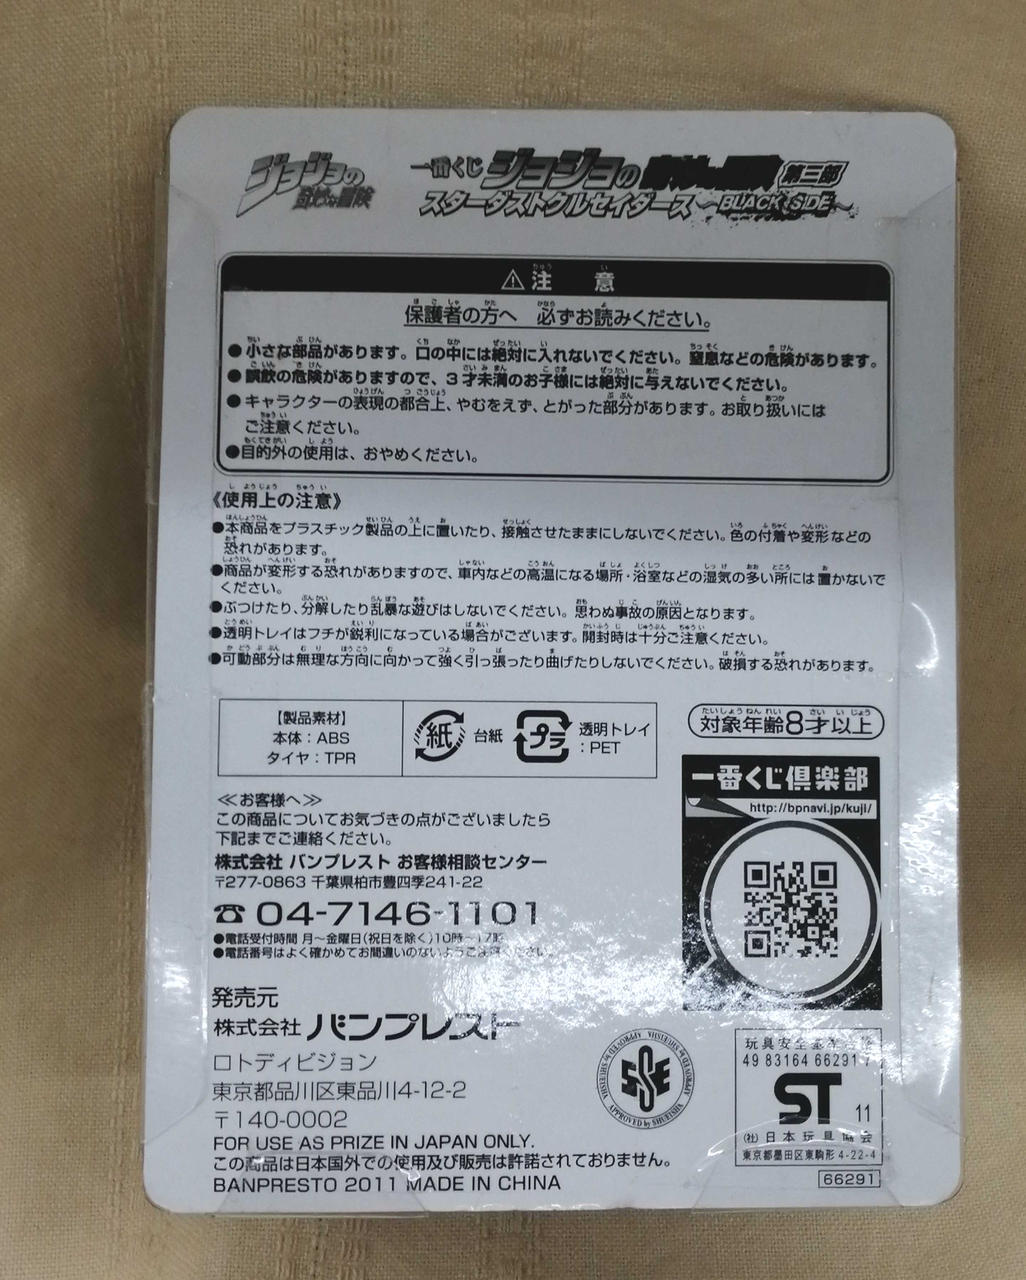 ジョジョの
奇妙な冒険
一番くじ ジョジョの奇妙な冒険 第三部
スターダストクルセイダース ～BLACK SIDE～
⚠注意
保護者の方へ 必ずお読みください。
●小さな部品があります。口の中には絶対に入れないでください。窒息などの危険があります。
●誤飲の危険がありますので、3才未満のお子様には絶対に与えないでください。
●キャラクターの表現の都合上、やむをえず、とがった部分があります。お取り扱いには
ご注意ください。
●目的外の使用は、おやめください。
《使用上の注意》
●本商品をプラスチック製品の上に置いたり、接触させたままにしないでください。色の付着や変形などの
恐れがあります。
●商品が変形する恐れがありますので、車内などの高温になる場所・浴室などの湿気の多い所には置かないで
ください。
●ぶつけたり、分解したり乱暴な遊びはしないでください。思わぬ事故の原因となります。
●透明トレイはフチが鋭利になっている場合がございます。開封時は十分ご注意ください。
●可動部分は無理な方向に向かって強く引っ張ったり曲げたりしないでください。破損する恐れがあります。
【製品素材】
本体：ABS
タイヤ：TPR
紙 台紙
プラ 透明トレイ
：PET
対象年齢8才以上
一番くじ倶楽部
http://bpnavi.jp/kuji/
≪お客様へ≫
この商品についてお気づきの点がございましたら
下記までご連絡ください。
株式会社 バンプレスト お客様相談センター
〒277-0863 千葉県柏市豊四季241-22
☎ 04-7146-1101
●電話受付時間 月～金曜日(祝日を除く)10時～17時
●電話番号はよく確かめてお間違いのないようご注意ください。
発売元
株式会社 バンプレスト
ロトディビジョン
東京都品川区東品川4-12-2
〒140-0002
FOR USE AS PRIZE IN JAPAN ONLY.
この商品は日本国外での使用及び販売は許諾されておりません。
BANPRESTO 2011 MADE IN CHINA
APPROVED by SHUEISHA
玩具安全基準合格
49 83164 66291 7
ST 11
(社)日本玩具協会
東京都墨田区東駒形4-22-4
66291